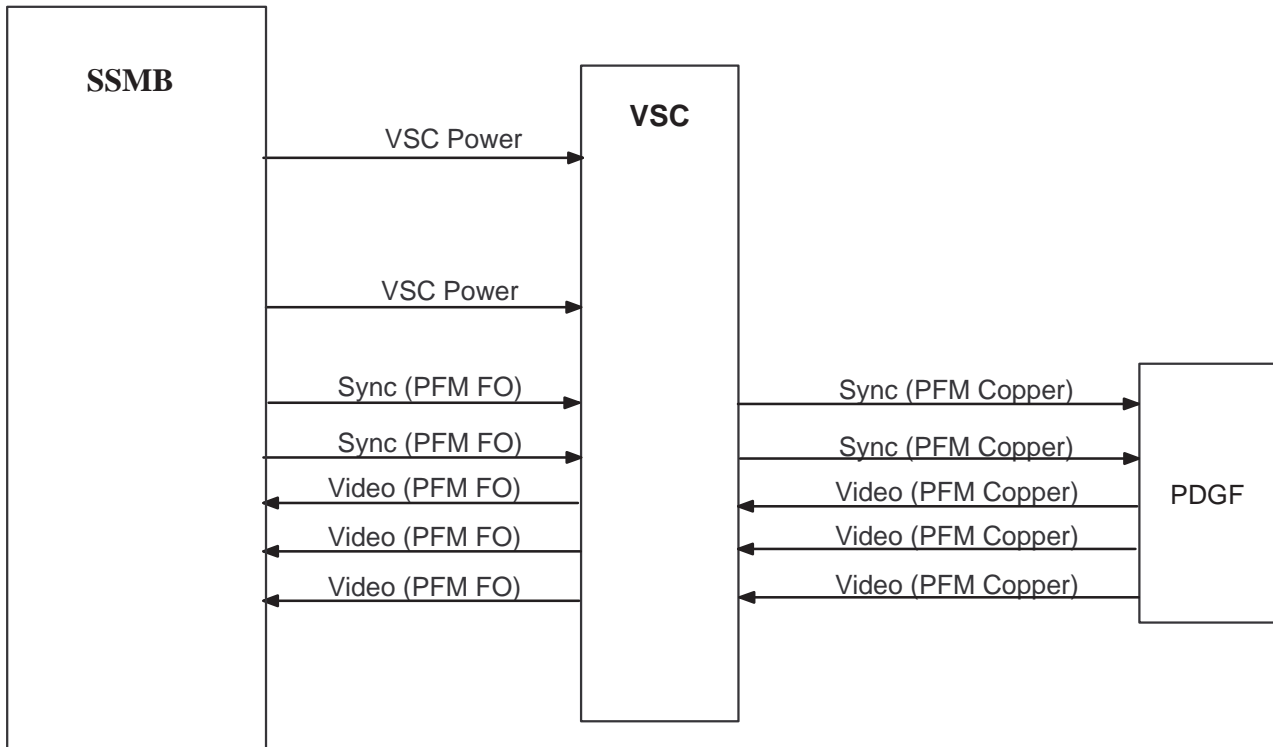 SSMB
VSC
VSC Power
VSC Power
Sync (PFM FO)
Sync (PFM FO)
Video (PFM FO)
Video (PFM FO)
Video (PFM FO)
Sync (PFM Copper)
Sync (PFM Copper)
Video (PFM Copper)
Video (PFM Copper)
Video (PFM Copper)
PDGF